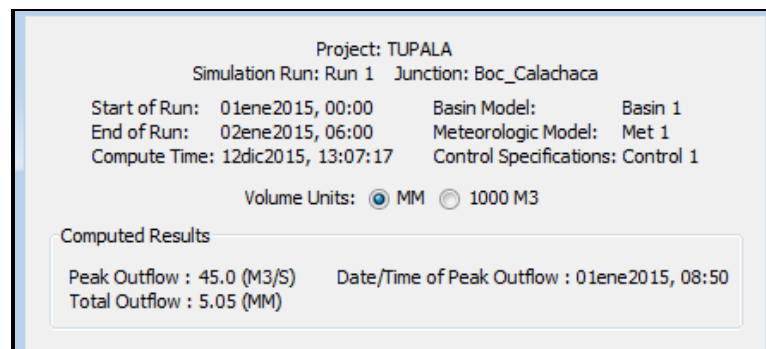 Project: TUPALA
Simulation Run: Run 1 Junction: Boc_Calachaca
Start of Run: 01ene2015, 00:00 Basin Model: Basin 1
End of Run: 02ene2015, 06:00 Meteorologic Model: Met 1
Compute Time: 12dic2015, 13:07:17 Control Specifications: Control 1
Volume Units: MM 1000 M3
Computed Results
Peak Outflow : 45.0 (M3/S) Date/Time of Peak Outflow : 01ene2015, 08:50
Total Outflow : 5.05 (MM)